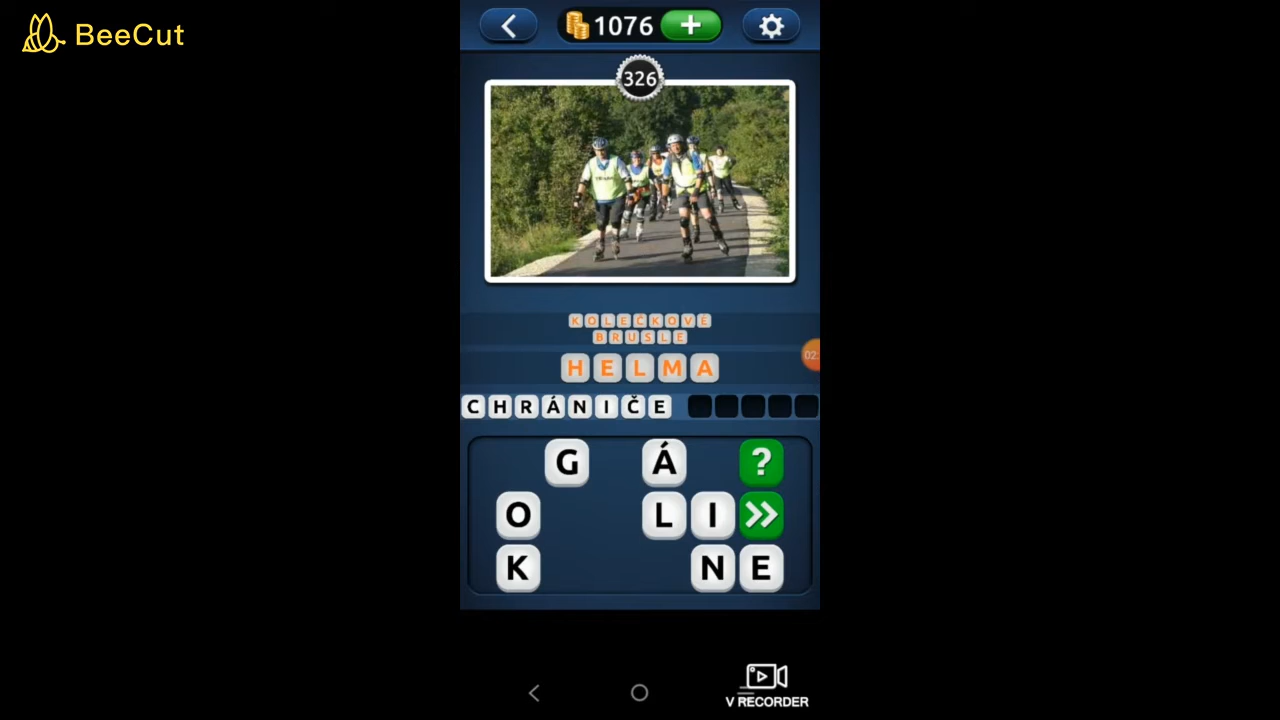 BeeCut
1076 +
326
KOLEČKOVÉ
BRUSLE
HELMA
CHRÁNIČE
G Á ?
O L I >>
K N E
V RECORDER